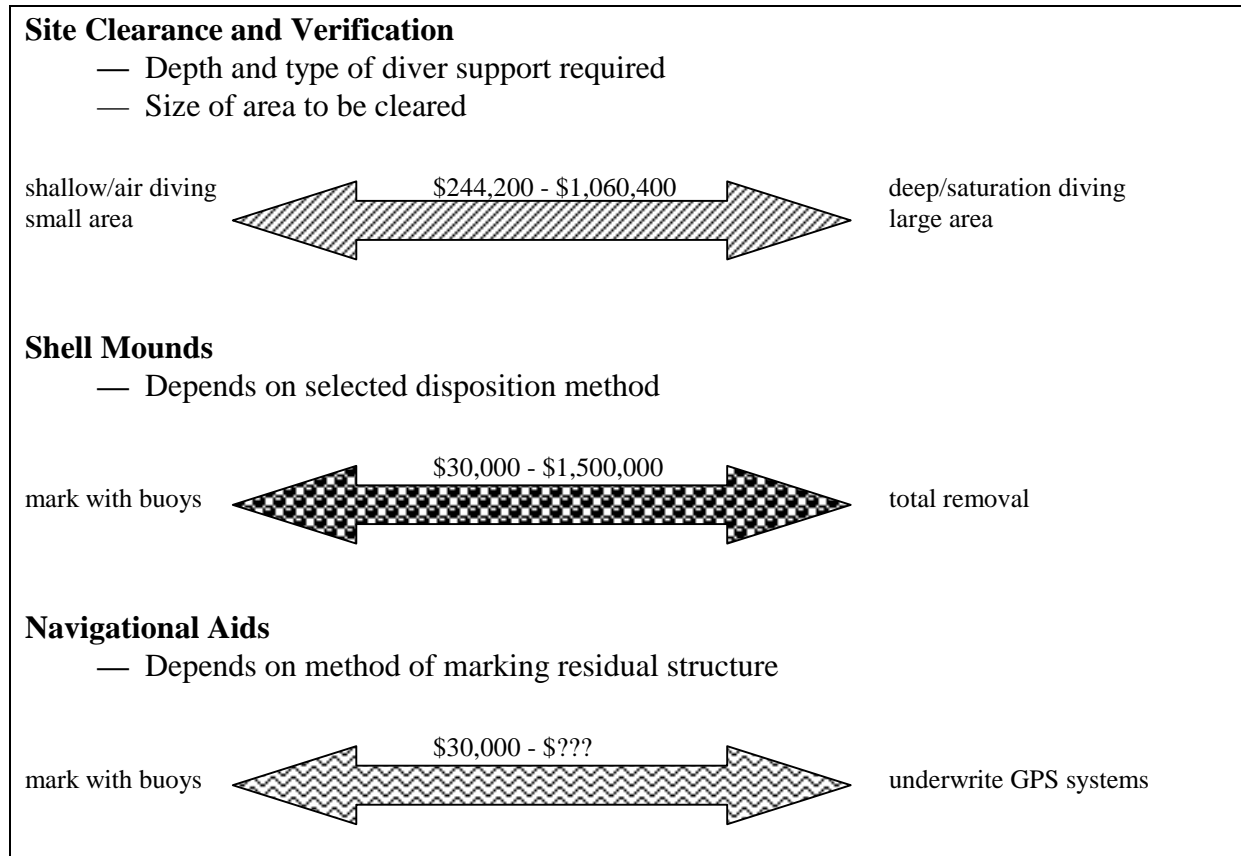 Site Clearance and Verification
— Depth and type of diver support required
— Size of area to be cleared
shallow/air diving
small area
$244,200 - $1,060,400
deep/saturation diving
large area
Shell Mounds
— Depends on selected disposition method
$30,000 - $1,500,000
mark with buoys
total removal
Navigational Aids
— Depends on method of marking residual structure
$30,000 - $???
mark with buoys
underwrite GPS systems